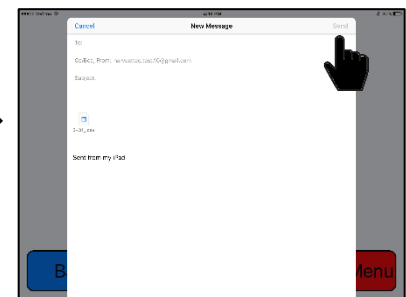 Cancel New Message Send
To:
Cc/Bcc, From:
Subject:
Sent from my iPad
B Menu